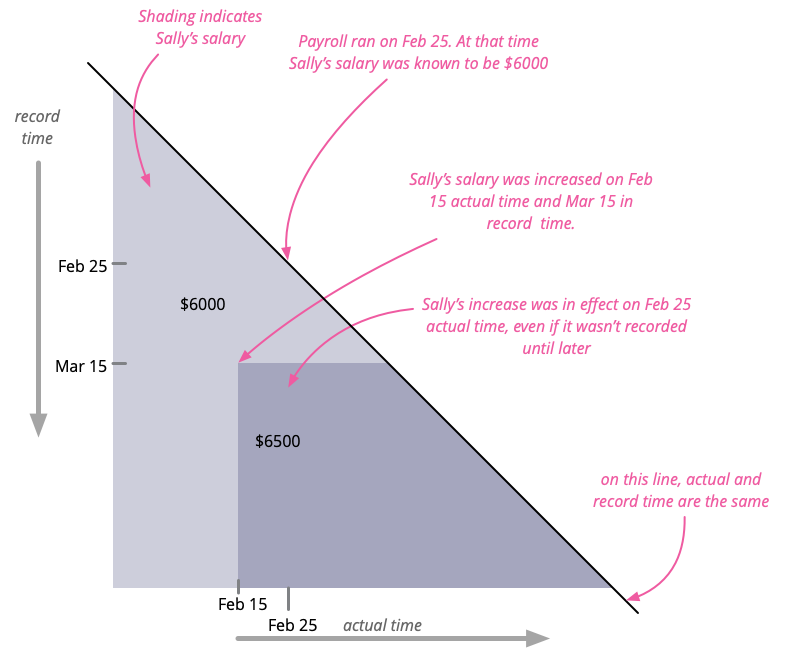 Shading indicates
Sally’s salary
Payroll ran on Feb 25. At that time
Sally’s salary was known to be $6000
record
time
Sally’s salary was increased on Feb
15 actual time and Mar 15 in
record time.
Feb 25
$6000
Sally’s increase was in effect on Feb 25
actual time, even if it wasn’t recorded
until later
Mar 15
$6500
on this line, actual and
record time are the same
Feb 15
Feb 25
actual time